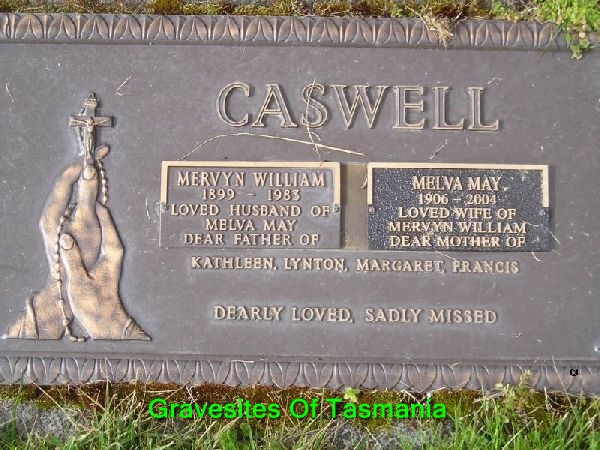 CASWELL
MERVYN WILLIAM
1899 - 1983
LOVED HUSBAND OF
MELVA MAY
DEAR FATHER OF
MELVA MAY
1906 - 2004
LOVED WIFE OF
MERVYN WILLIAM
DEAR MOTHER OF
KATHLEEN, LYNTON, MARGARET, FRANCIS
DEARLY LOVED, SADLY MISSED
Gravesites Of Tasmania